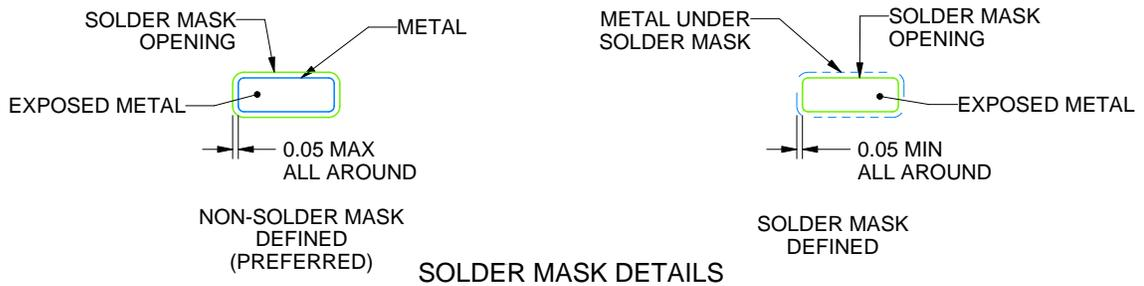 SOLDER MASK
OPENING
METAL
EXPOSED METAL
0.05 MAX
ALL AROUND
NON-SOLDER MASK
DEFINED
(PREFERRED)
METAL UNDER
SOLDER MASK
SOLDER MASK
OPENING
EXPOSED METAL
0.05 MIN
ALL AROUND
SOLDER MASK
DEFINED
SOLDER MASK DETAILS